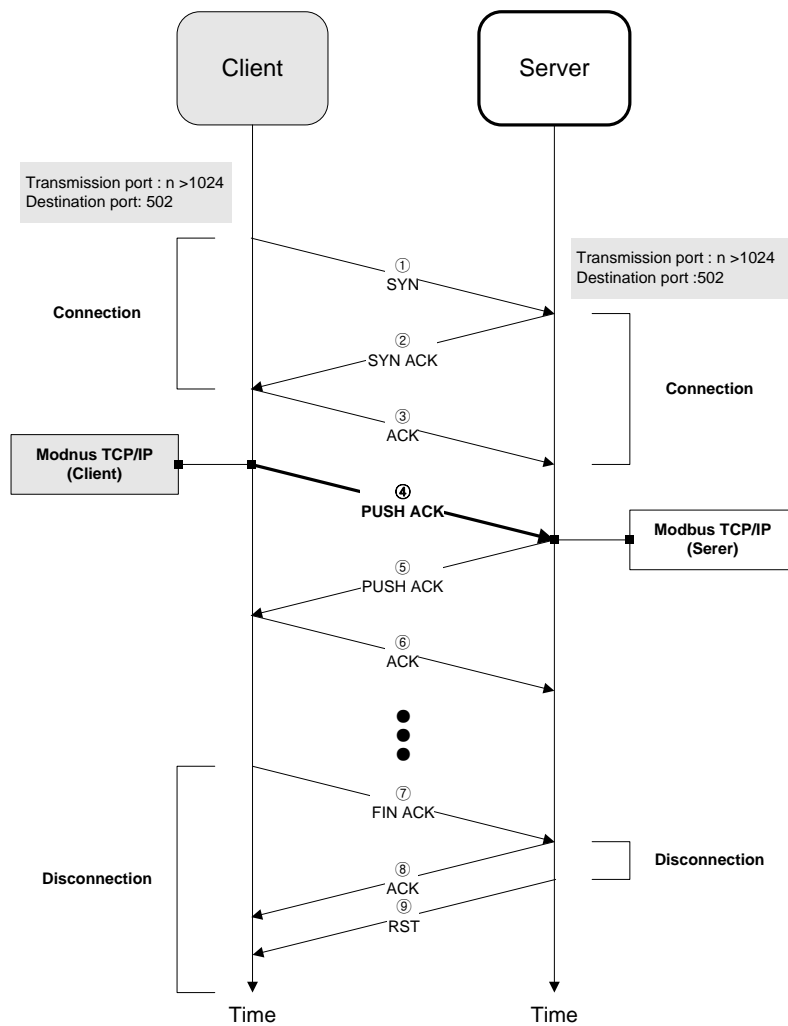 Client
Server
Transmission port : n >1024
Destination port: 502
Transmission port : n >1024
Destination port :502
①
SYN
Connection
②
SYN ACK
Connection
③
ACK
Modnus TCP/IP
(Client)
④
PUSH ACK
Modbus TCP/IP
(Serer)
⑤
PUSH ACK
⑥
ACK
⑦
FIN ACK
Disconnection
Disconnection
⑧
ACK
⑨
RST
Time
Time